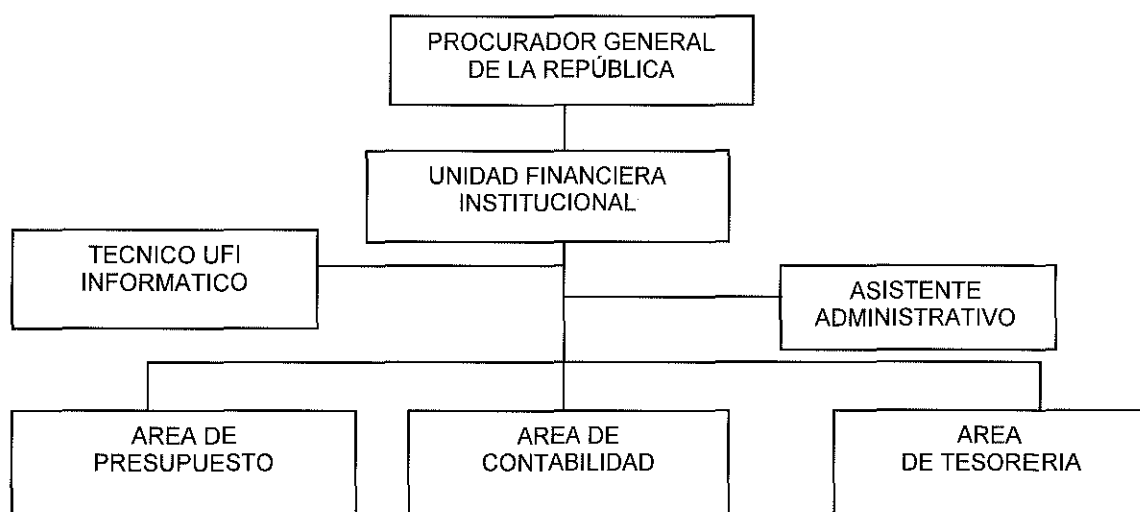 PROCURADOR GENERAL
DE LA REPÚBLICA
UNIDAD FINANCIERA
INSTITUCIONAL
TECNICO UFI
INFORMATICO
ASISTENTE
ADMINISTRATIVO
AREA DE
PRESUPUESTO
AREA DE
CONTABILIDAD
AREA
DE TESORERIA